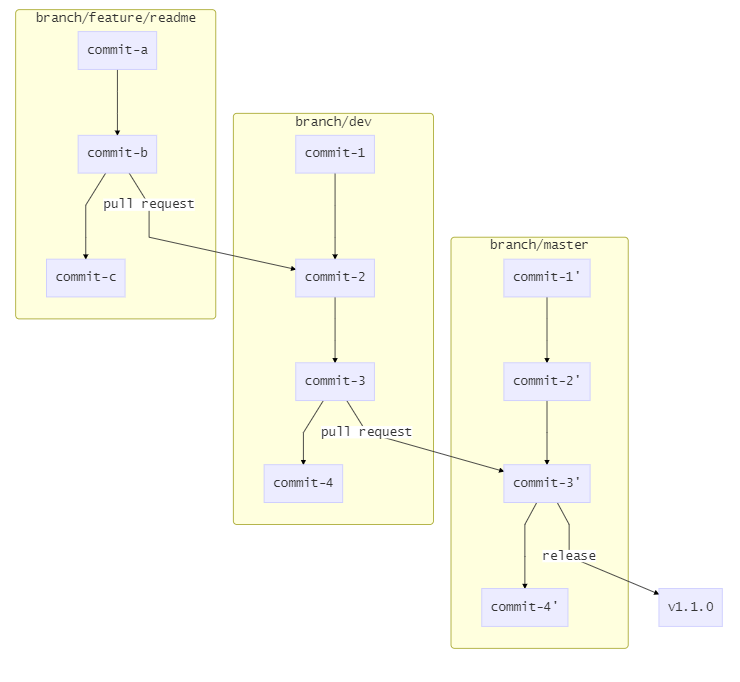 branch/feature/readme
commit-a
commit-b
pull request
commit-c
branch/dev
commit-1
commit-2
commit-3
pull request
commit-4
branch/master
commit-1'
commit-2'
commit-3'
release
commit-4'
v1.1.0